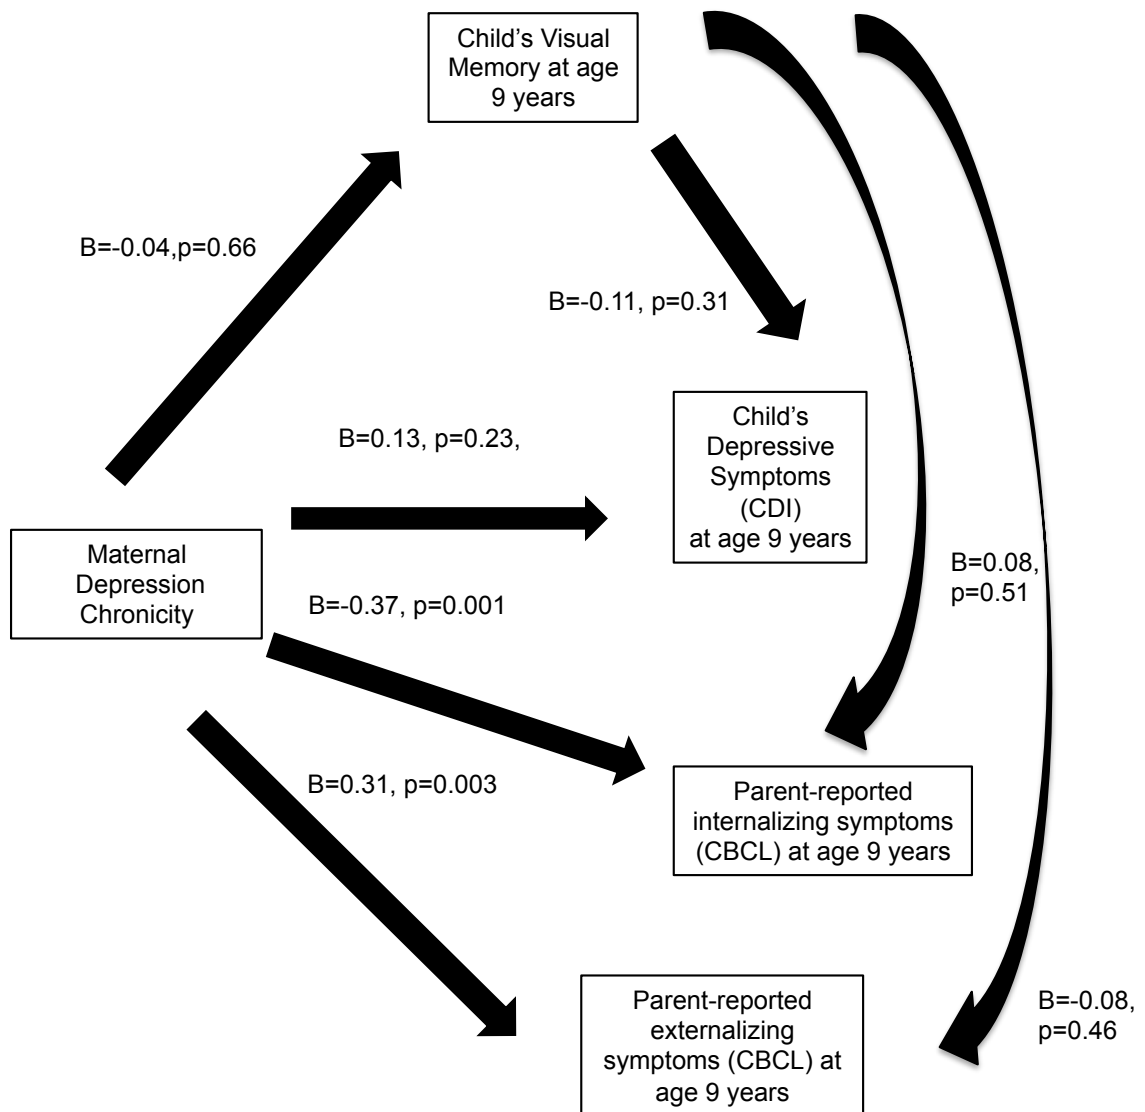 Child’s Visual
Memory at age
9 years
B=-0.04,p=0.66
B=-0.11, p=0.31
Child’s
Depressive
Symptoms
(CDI)
at age 9 years
B=0.13, p=0.23,
Maternal
Depression
Chronicity
B=-0.37, p=0.001
B=0.08,
p=0.51
B=0.31, p=0.003
Parent-reported
internalizing symptoms
(CBCL) at age 9 years
Parent-reported
externalizing
symptoms (CBCL) at
age 9 years
B=-0.08,
p=0.46